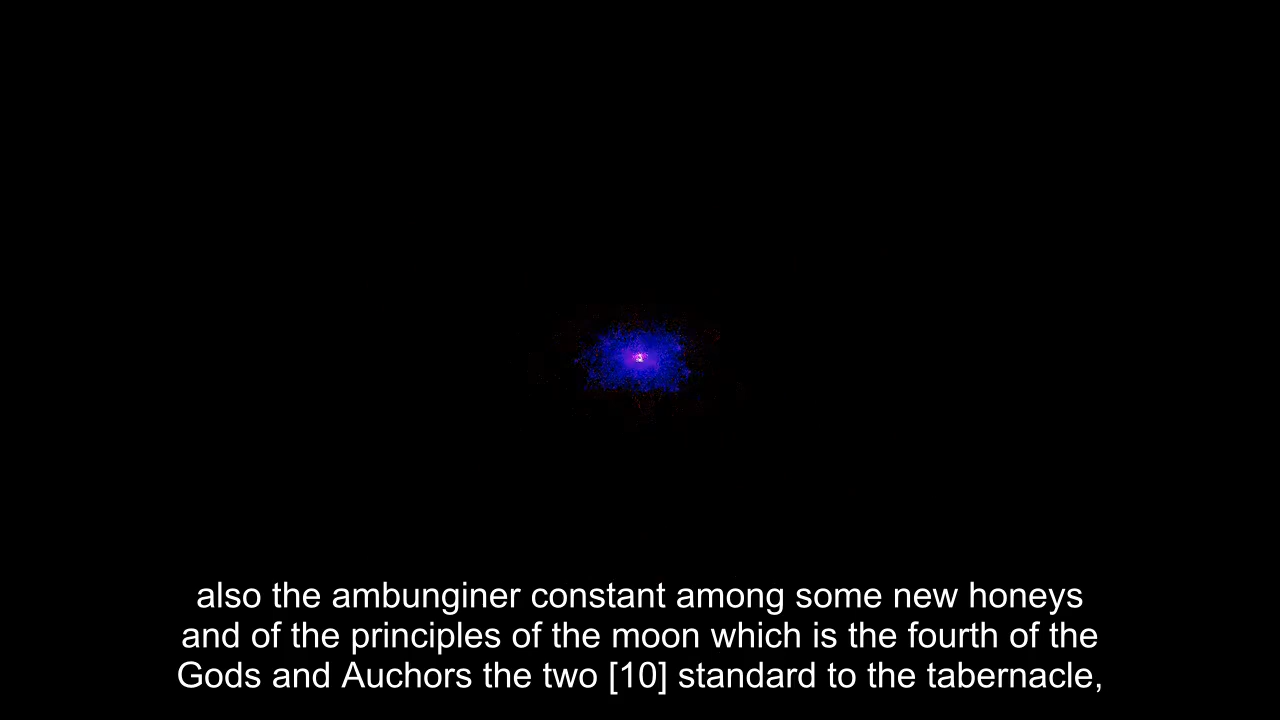 also the ambunginer constant among some new honeys
and of the principles of the moon which is the fourth of the
Gods and Auchors the two [10] standard to the tabernacle,